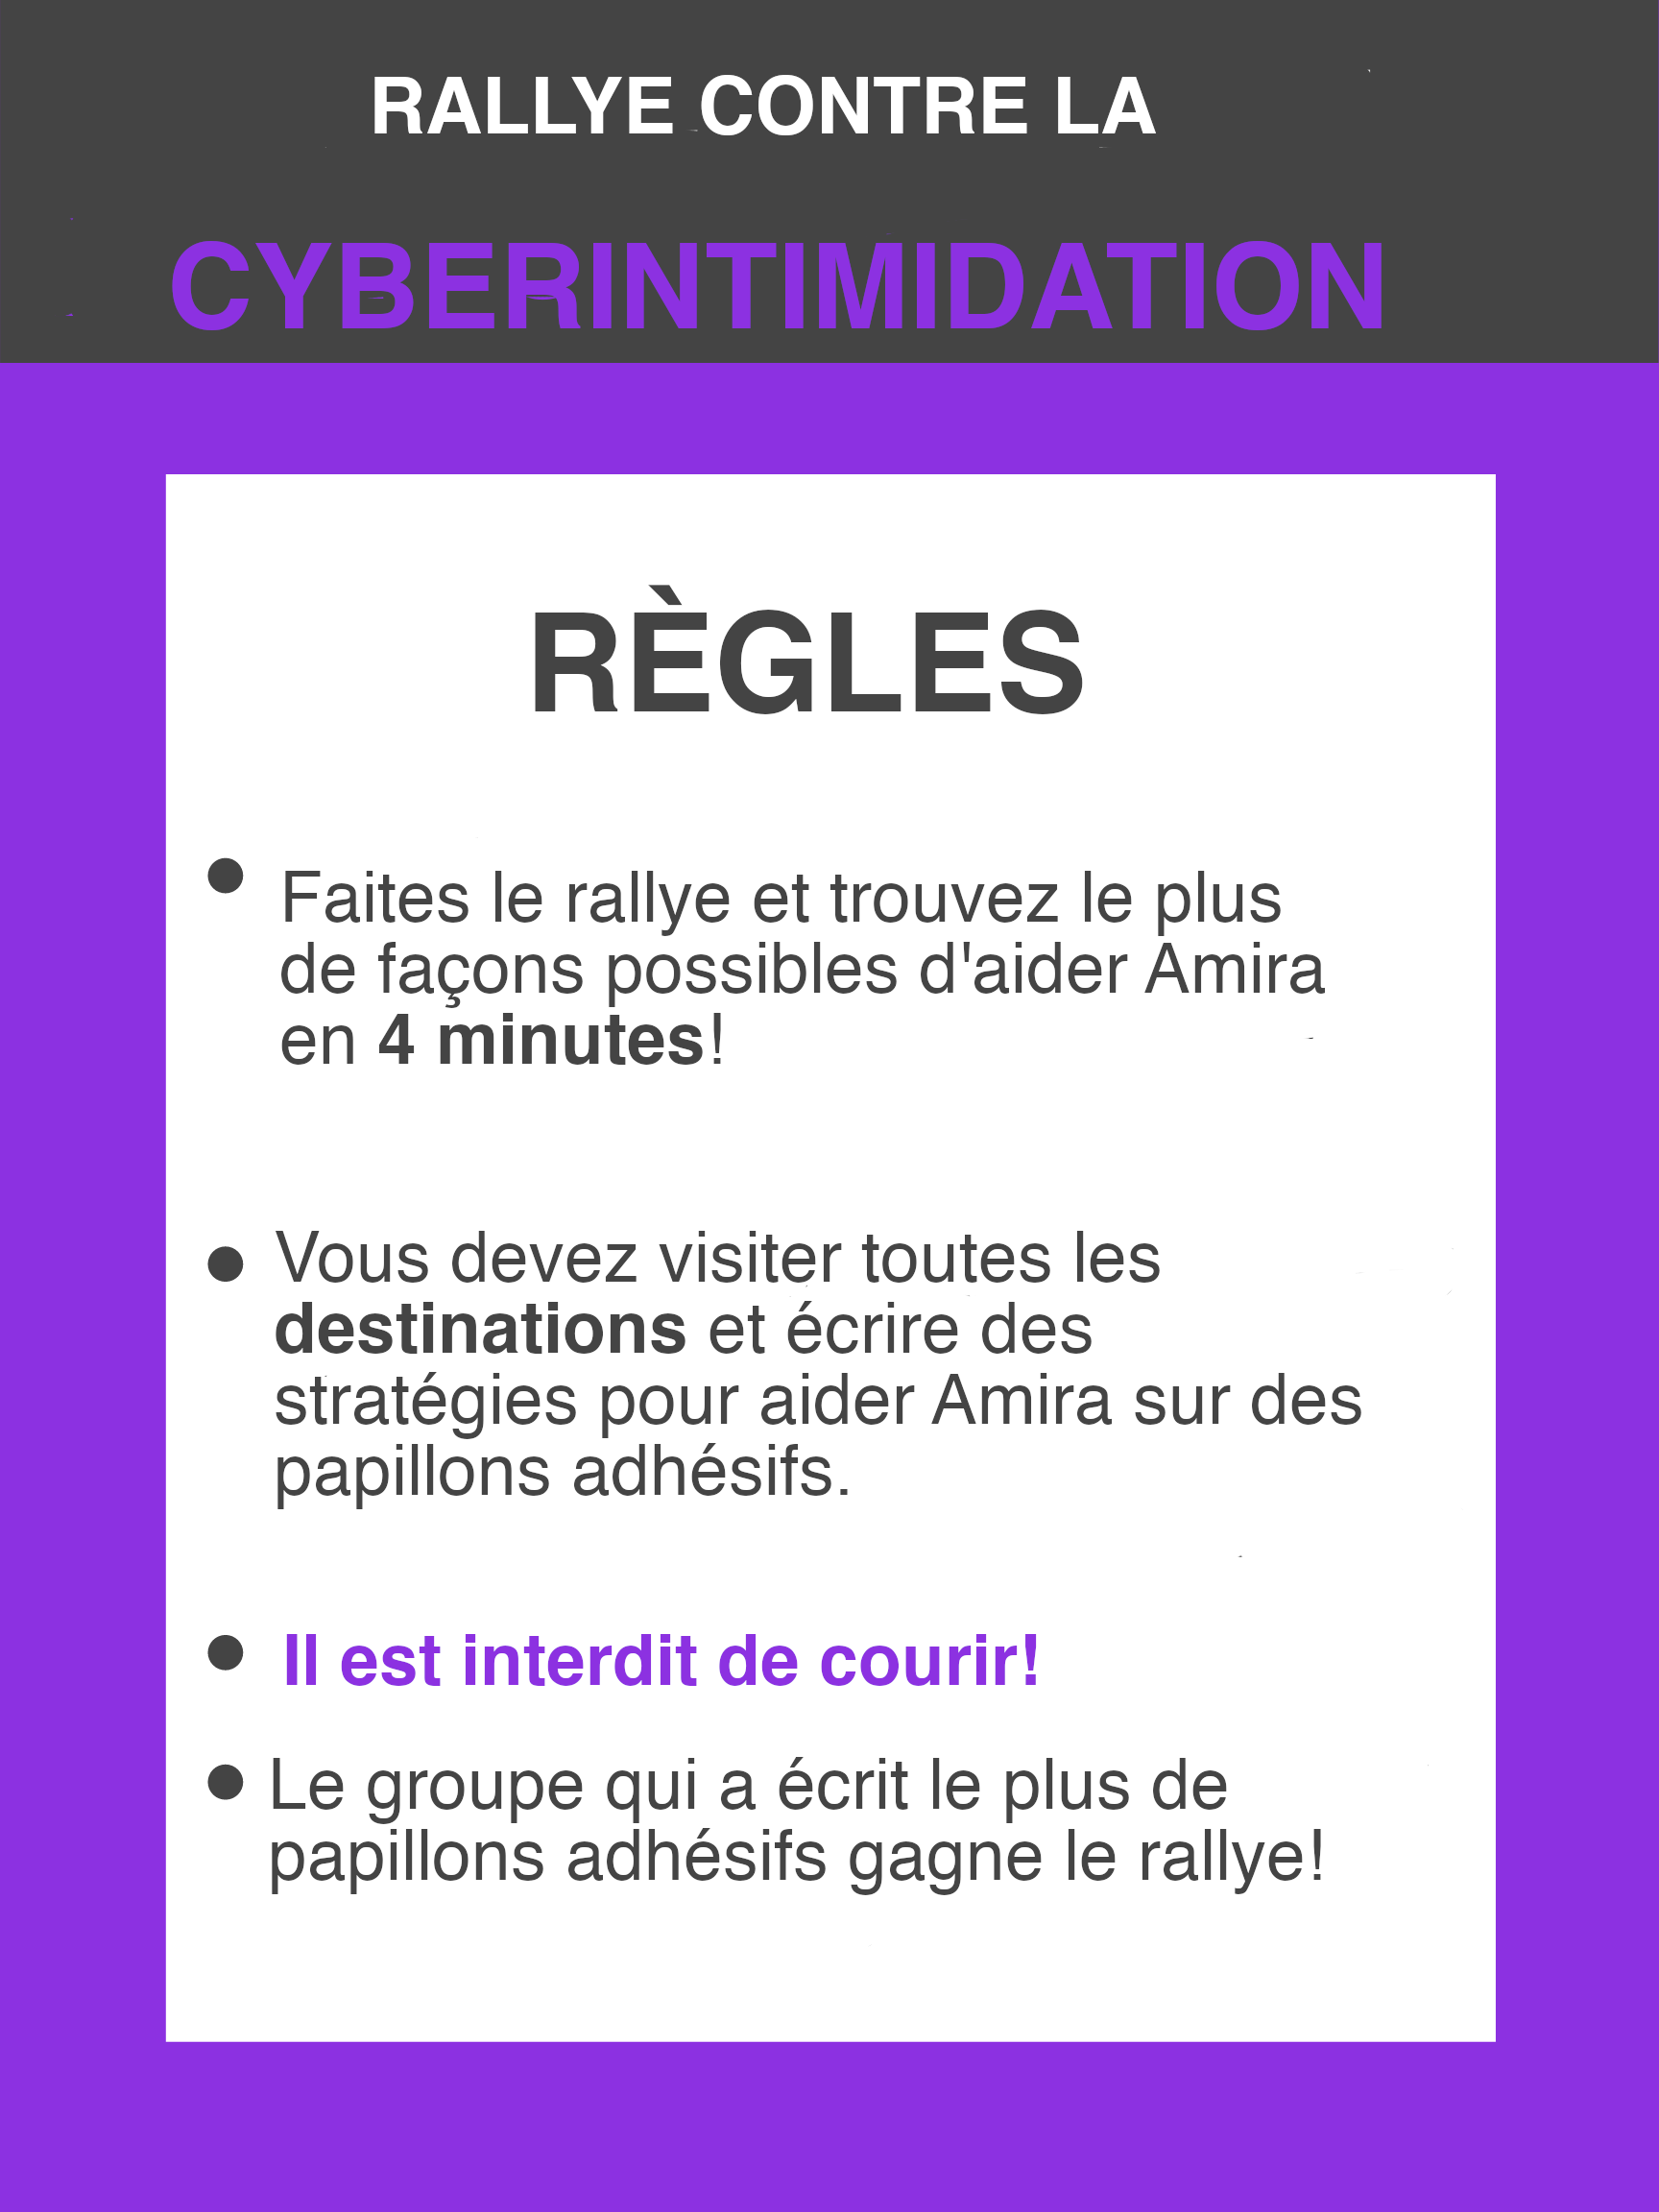 RALLYE CONTRE LA
CYBERINTIMIDATION
RÈGLES
• Faites le rallye et trouvez le plus
de façons possibles d'aider Amira
en 4 minutes!
• Vous devez visiter toutes les
destinations et écrire des
stratégies pour aider Amira sur des
papillons adhésifs.
• Il est interdit de courir!
• Le groupe qui a écrit le plus de
papillons adhésifs gagne le rallye!